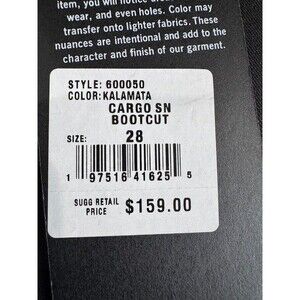 item, you will notice
wear, and even holes. Color may
transfer onto lighter fabrics. These
nuances are intentional and add to the
character and finish of our garment.
STYLE: 600050
COLOR: KALAMATA
CARGO SN
BOOTCUT
SIZE: 28
1 97516 41625 5
SUGG RETAIL
PRICE $159.00